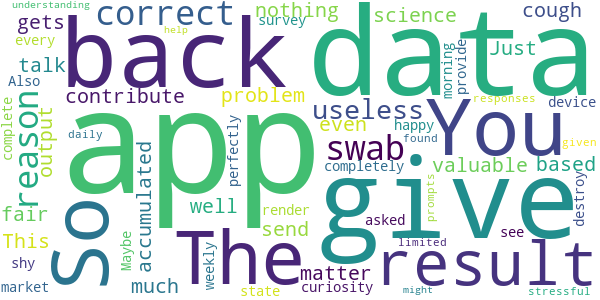 understanding
gets
every
correct
back
nothing
survey
science
cough
data
talk
Also
contribute
help
problem
Just
morning
provide
device
reason
output
complete
daily
app
perfectly
useless
even
You
responses
happy
found
based
valuable
completely
swab
give
prompts
given
destroy
So
accumulated
well
render
send
fair
This
Maybe
The
matter
asked
limited
see
result
shy
market
much
weekly
state
curiosity
might
stressful